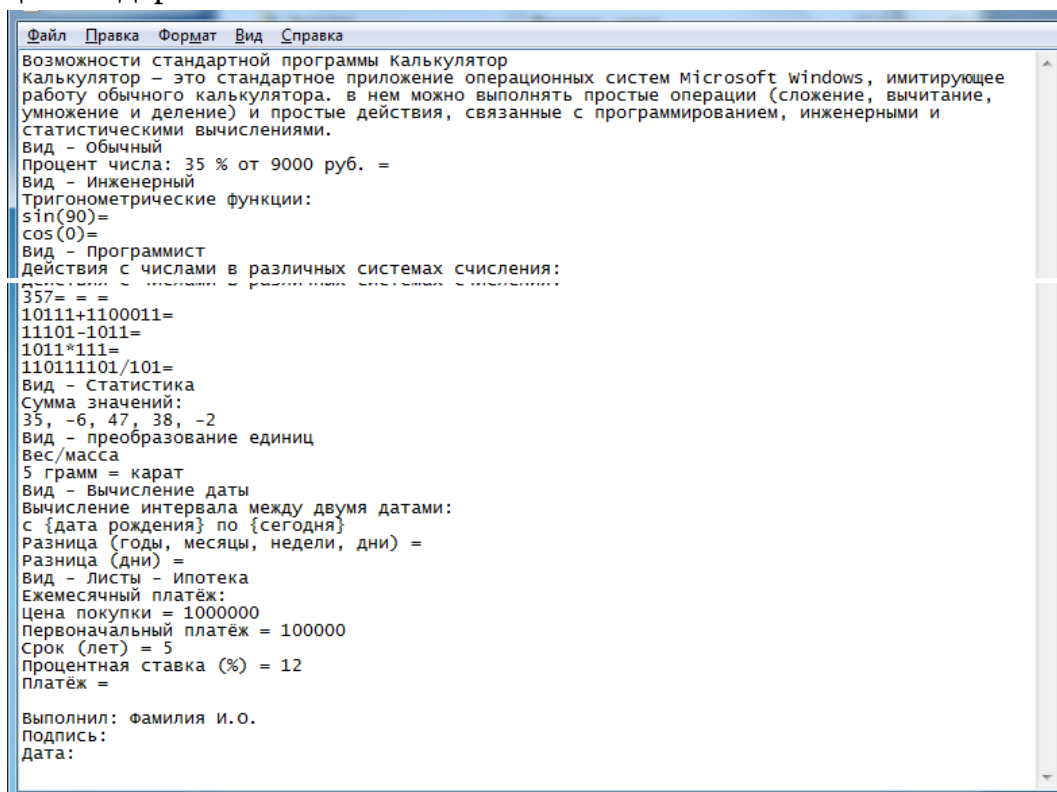 Файл Правка Формат Вид Справка
Возможности стандартной программы Калькулятор
Калькулятор – это стандартное приложение операционных систем Microsoft Windows, имитирующее
работу обычного калькулятора. В нем можно выполнять простые операции (сложение, вычитание,
умножение и деление) и простые действия, связанные с программированием, инженерными и
статистическими вычислениями.
Вид – Обычный
Процент числа: 35 % от 9000 руб. =
Вид – Инженерный
Тригонометрические функции:
sin(90)=
cos(0)=
Вид – Программист
Действия с числами в различных системах счисления:
357= = =
10111+1100011=
11101-1011=
1011*111=
110111101/101=
Вид – Статистика
Сумма значений:
35, -6, 47, 38, -2
Вид – преобразование единиц
Вес/масса
5 грамм = карат
Вид – Вычисление даты
Вычисление интервала между двумя датами:
с {дата рождения} по {сегодня}
Разница (годы, месяцы, недели, дни) =
Разница (дни) =
Вид – Листы – Ипотека
Ежемесячный платёж:
Цена покупки = 1000000
Первоначальный платёж = 100000
Срок (лет) = 5
Процентная ставка (%) = 12
Платёж =
Выполнил: Фамилия И.О.
Подпись:
Дата: